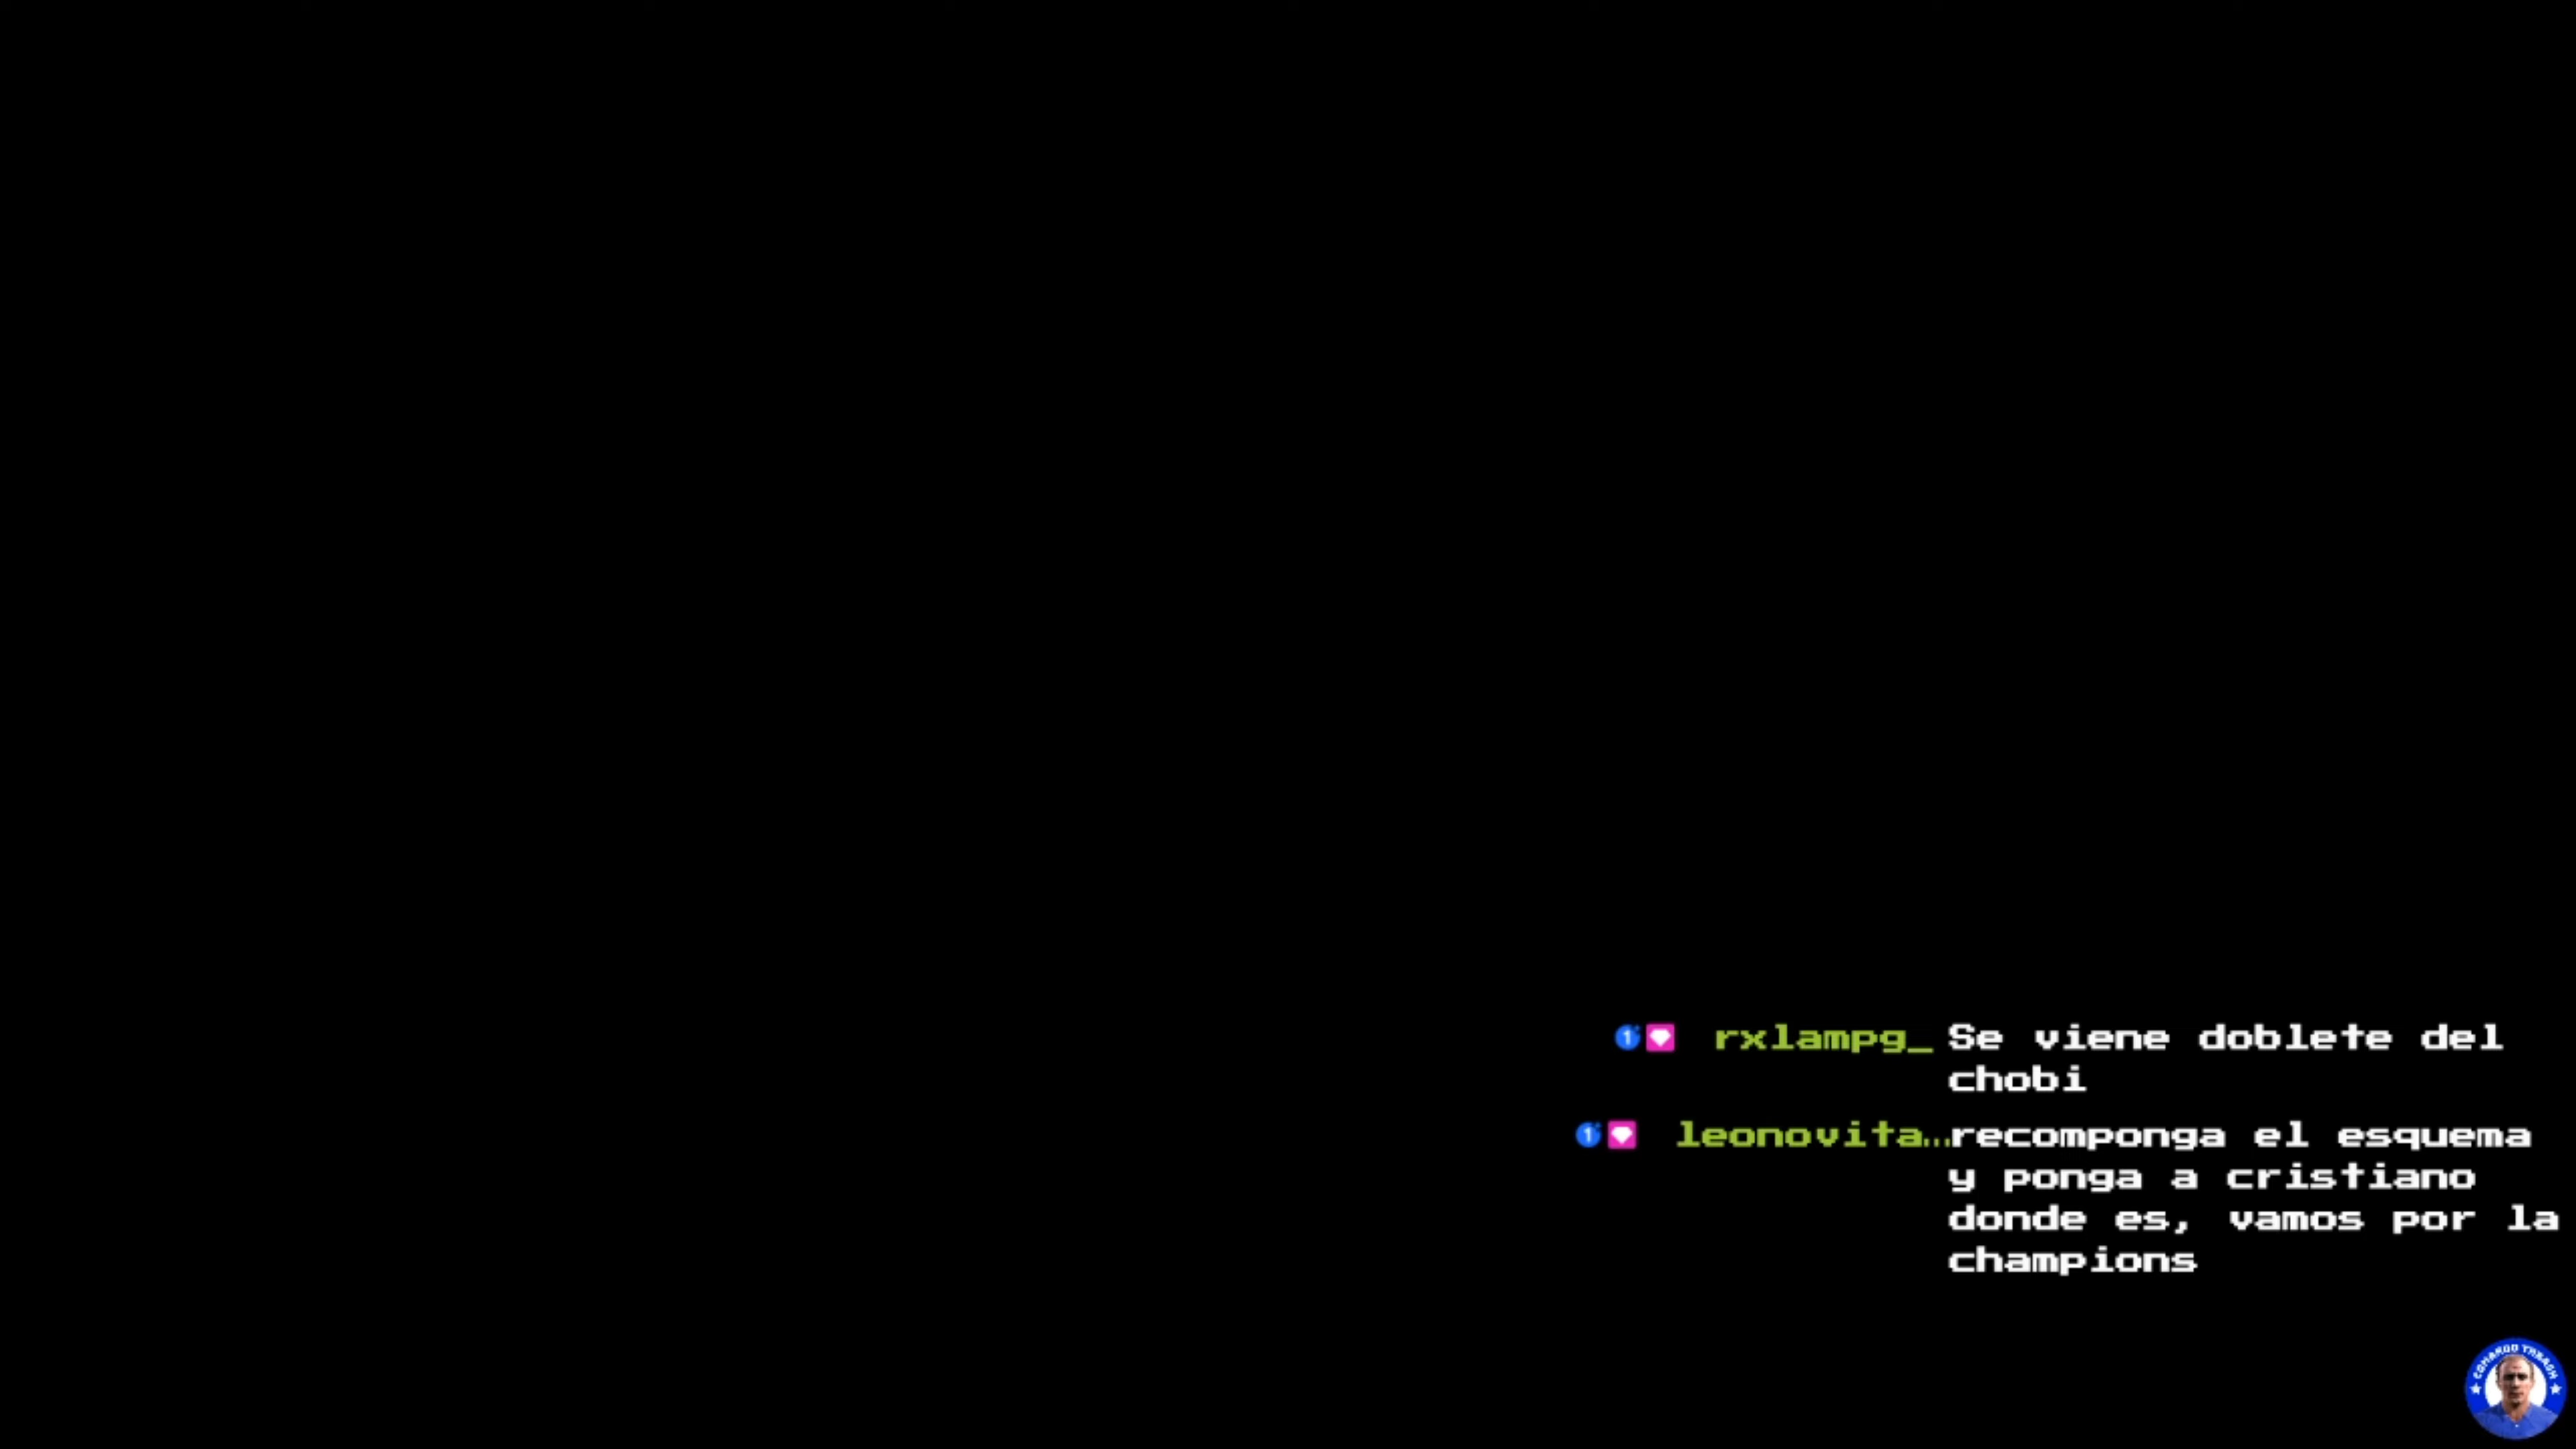 rxlampg_ Se viene doblete del
chobi
leonovita... recomponga el esquema
y ponga a cristiano
donde es, vamos por la
champions